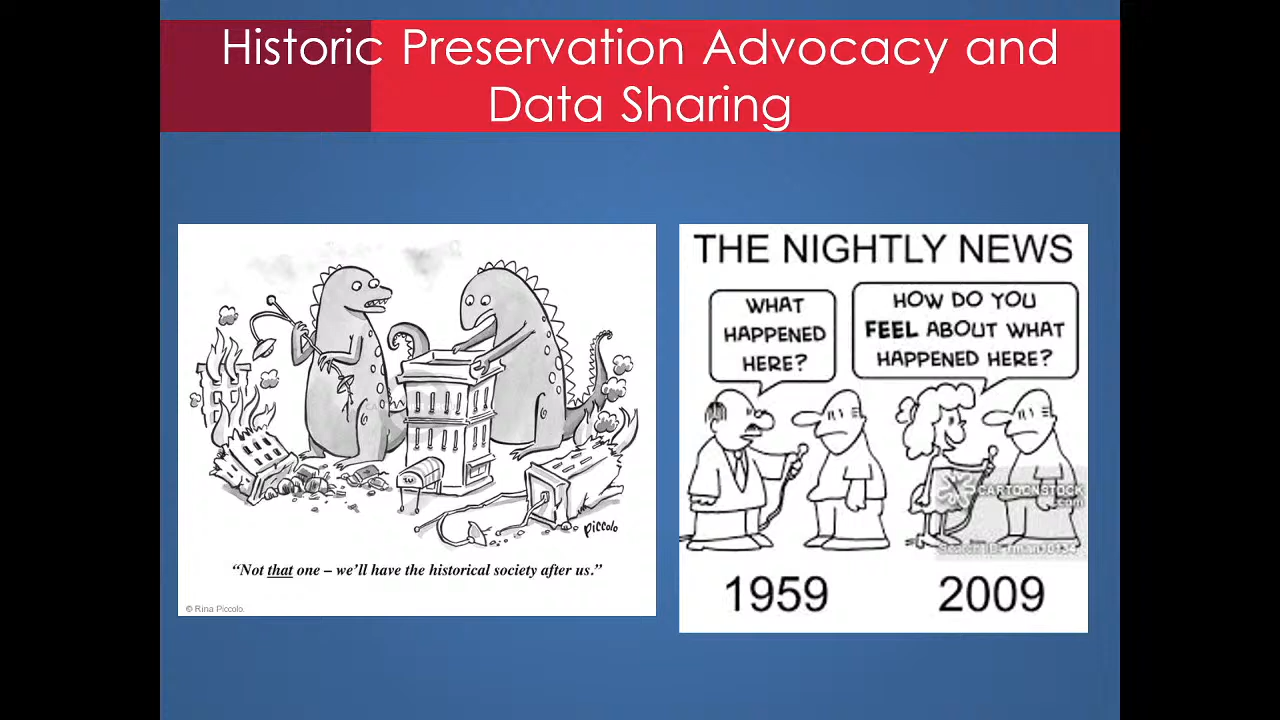 Historic Preservation Advocacy and
Data Sharing
Piccolo
"Not that one – we'll have the historical society after us."
© Rina Piccolo.
THE NIGHTLY NEWS
WHAT
HAPPENED
HERE?
HOW DO YOU
FEEL ABOUT WHAT
HAPPENED HERE?
CARTOONSTOCK
.com
1959
2009